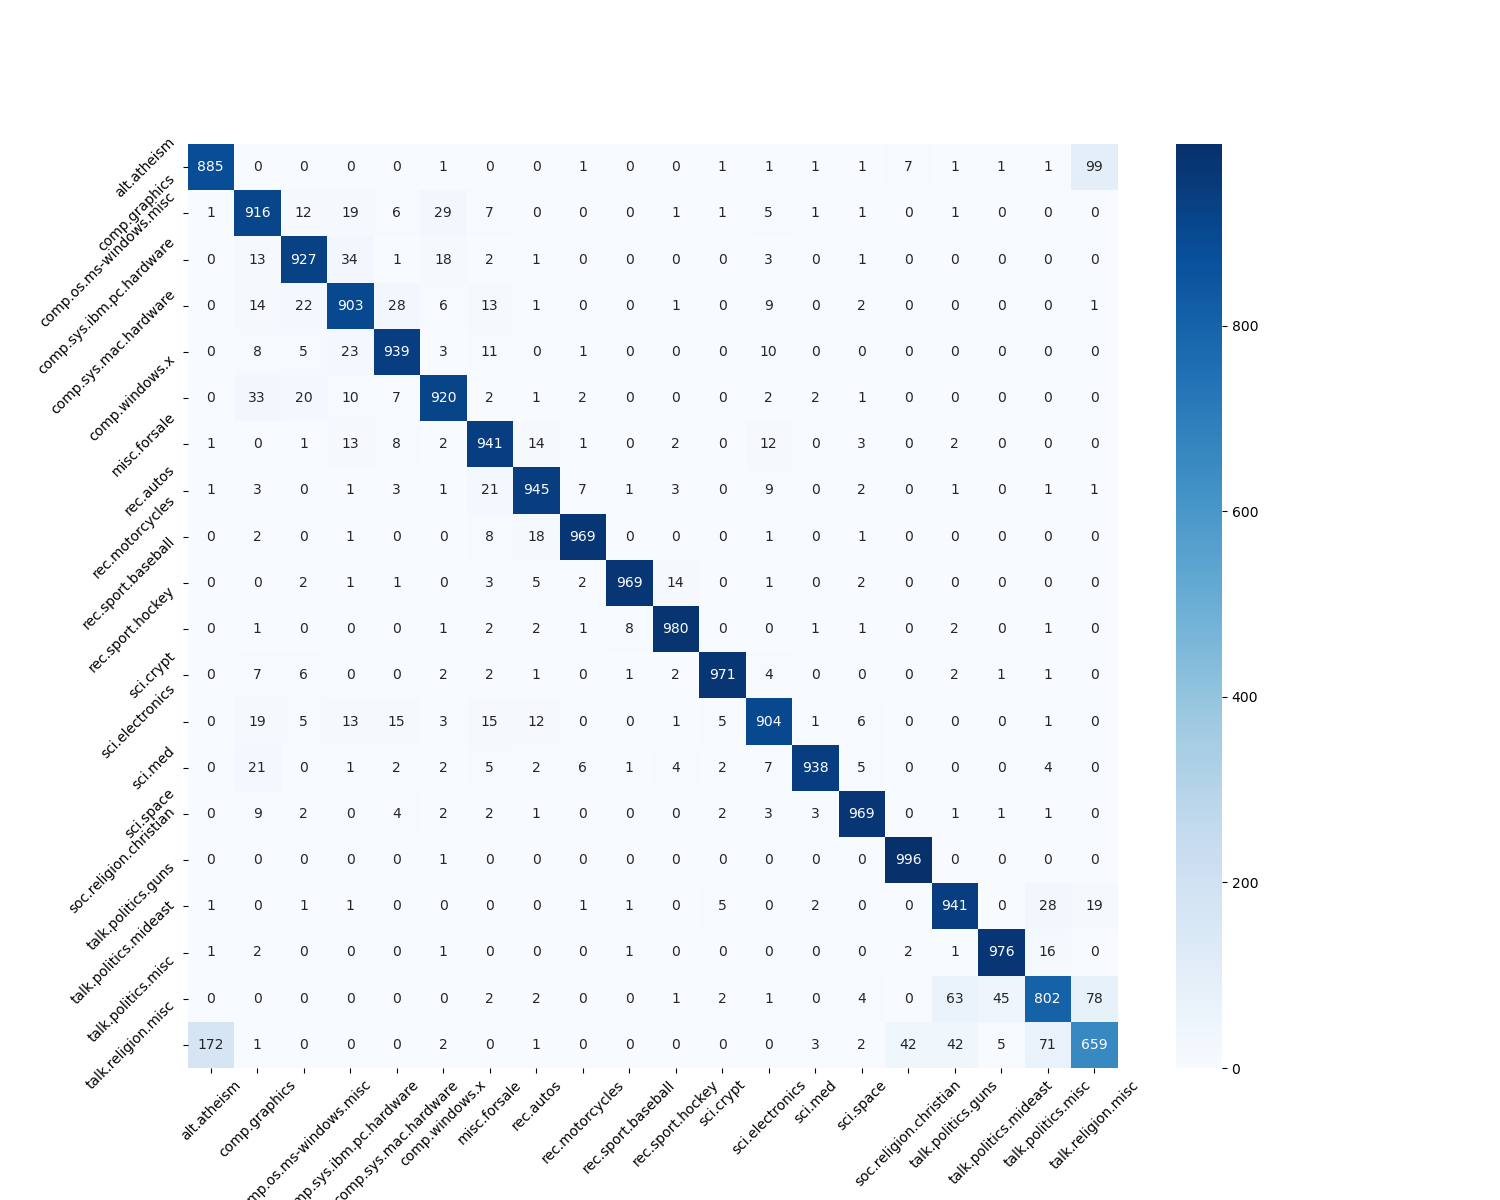 alt.atheism 885 0 0 0 0 1 0 0 1 0 0 1 1 1 1 7 1 1 1 99
comp.graphics 1 916 12 19 6 29 7 0 0 0 1 1 5 1 1 0 1 0 0 0
comp.os.ms-windows.misc 0 13 927 34 1 18 2 1 0 0 0 0 3 0 1 0 0 0 0 0
comp.sys.ibm.pc.hardware 0 14 22 903 28 6 13 1 0 0 1 0 9 0 2 0 0 0 0 1
comp.sys.mac.hardware 0 8 5 23 939 3 11 0 1 0 0 0 10 0 0 0 0 0 0 0
comp.windows.x 0 33 20 10 7 920 2 1 2 0 0 0 2 2 1 0 0 0 0 0
misc.forsale 1 0 1 13 8 2 941 14 1 0 2 0 12 0 3 0 2 0 0 0
rec.autos 1 3 0 1 3 1 21 945 7 1 3 0 9 0 2 0 1 0 1 1
rec.motorcycles 0 2 0 1 0 0 8 18 969 0 0 0 1 0 1 0 0 0 0 0
rec.sport.baseball 0 0 2 1 1 0 3 5 2 969 14 0 1 0 2 0 0 0 0 0
rec.sport.hockey 0 1 0 0 0 1 2 2 1 8 980 0 0 1 1 0 2 0 1 0
sci.crypt 0 7 6 0 0 2 2 1 0 1 2 971 4 0 0 0 2 1 1 0
sci.electronics 0 19 5 13 15 3 15 12 0 0 1 5 904 1 6 0 0 0 1 0
sci.med 0 21 0 1 2 2 5 2 6 1 4 2 7 938 5 0 0 0 4 0
sci.space 0 9 2 0 4 2 2 1 0 0 0 2 3 3 969 0 1 1 1 0
soc.religion.christian 0 0 0 0 0 1 0 0 0 0 0 0 0 0 0 996 0 0 0 0
talk.politics.guns 1 0 1 1 0 0 0 0 1 1 0 5 0 2 0 0 941 0 28 19
talk.politics.mideast 1 2 0 0 0 1 0 0 0 1 0 0 0 0 0 2 1 976 16 0
talk.politics.misc 0 0 0 0 0 0 2 2 0 0 1 2 1 0 4 0 63 45 802 78
talk.religion.misc 172 1 0 0 0 2 0 1 0 0 0 0 0 3 2 42 42 5 71 659
alt.atheism
comp.graphics
mp.os.ms-windows.misc
mp.sys.ibm.pc.hardware
comp.sys.mac.hardware
comp.windows.x
misc.forsale
rec.autos
rec.motorcycles
rec.sport.baseball
rec.sport.hockey
sci.crypt
sci.electronics
sci.med
sci.space
soc.religion.christian
talk.politics.guns
talk.politics.mideast
talk.politics.misc
talk.religion.misc
800
600
400
200
0